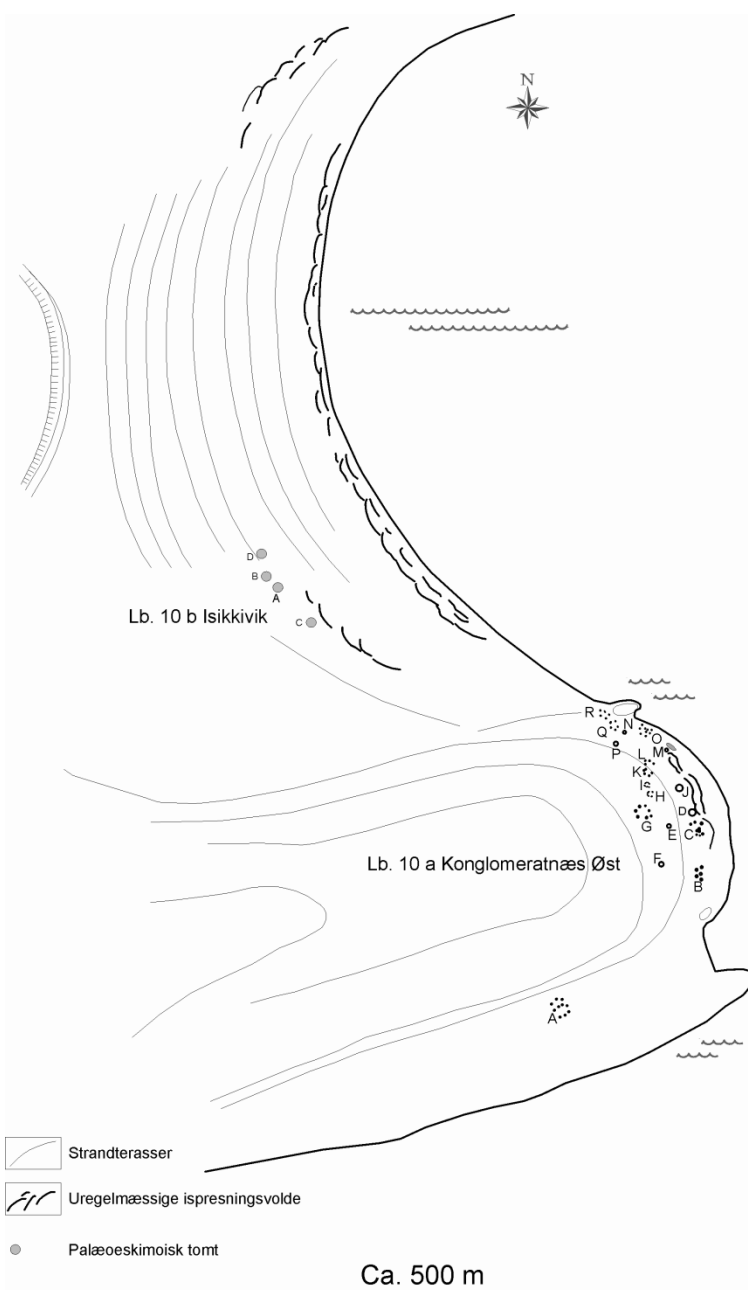 N
D
B
A
C
Lb. 10 b Isikkivik
R
N
Q
O
P
M
L
K
J
I
H
D
G
E
C
Lb. 10 a Konglomeratnæs Øst
F
B
A
Strandterasser
Uregelmæssige ispresningsvolde
Palæoeskimoisk tomt
Ca. 500 m